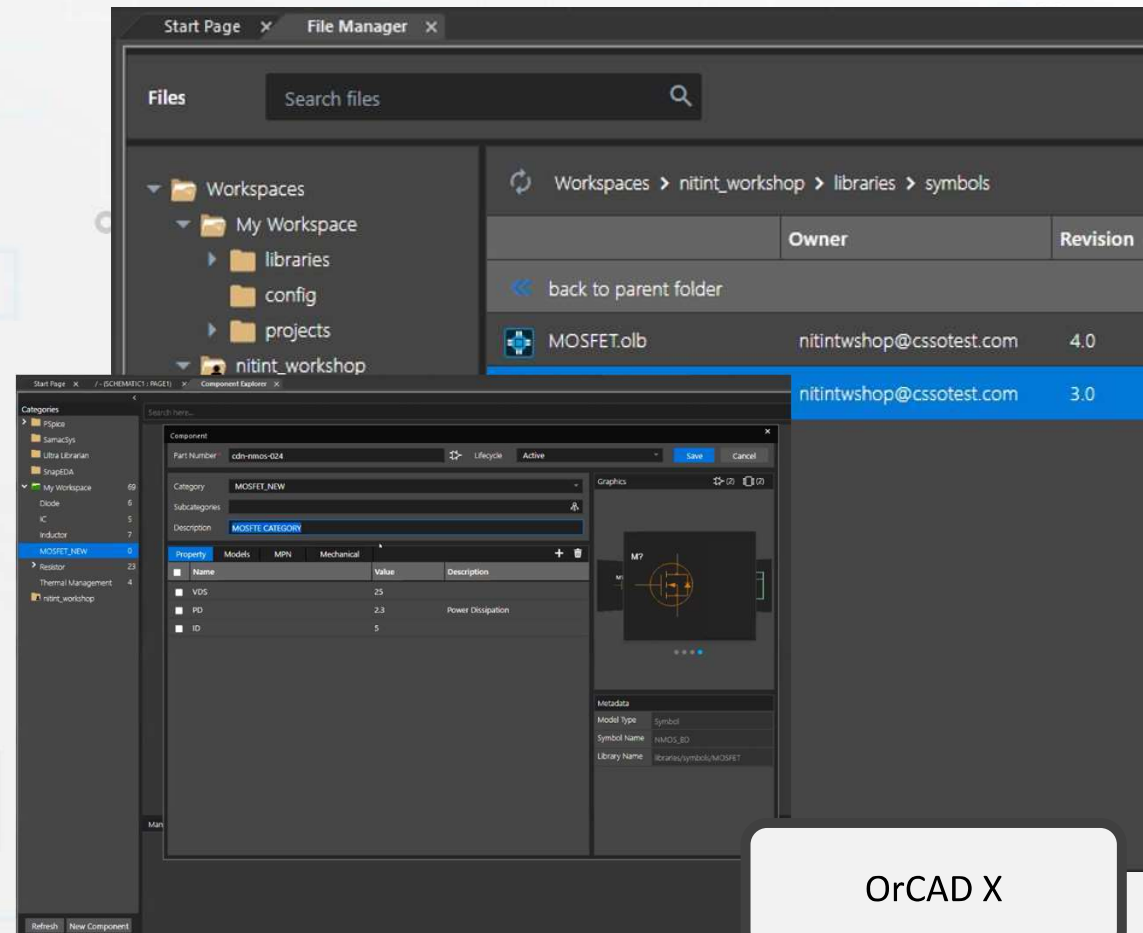 Start Page × File Manager ×
Files
Search files
Workspaces
My Workspace
libraries
config
projects
nitint_workshop
Workspaces > nitint_workshop > libraries > symbols
Owner Revision
back to parent folder
MOSFET.olb nitintwshop@cssotest.com 4.0
nitintwshop@cssotest.com 3.0
Start Page × / - (SCHEMATIC1 : PAGE1) × Component Explorer ×
Categories
PSpice
SamacSys
Ultra Librarian
SnapEDA
My Workspace 69
Diode 6
IC 5
Inductor 7
MOSFET_NEW 0
Resistor 23
Thermal Management 4
nitint_workshop
Refresh New Component
Search here...
Component ×
Part Number* cdn-nmos-024 Lifecycle Active Save Cancel
Category MOSFET_NEW
Subcategories
Description MOSFTE CATEGORY
Property Models MPN Mechanical +
Name Value Description
VDS 25
PD 2.3 Power Dissipation
ID 5
Graphics (2) (2)
M?
Metadata
Model Type Symbol
Symbol Name NMOS_BD
Library Name libraries/symbols/MOSFET
OrCAD X